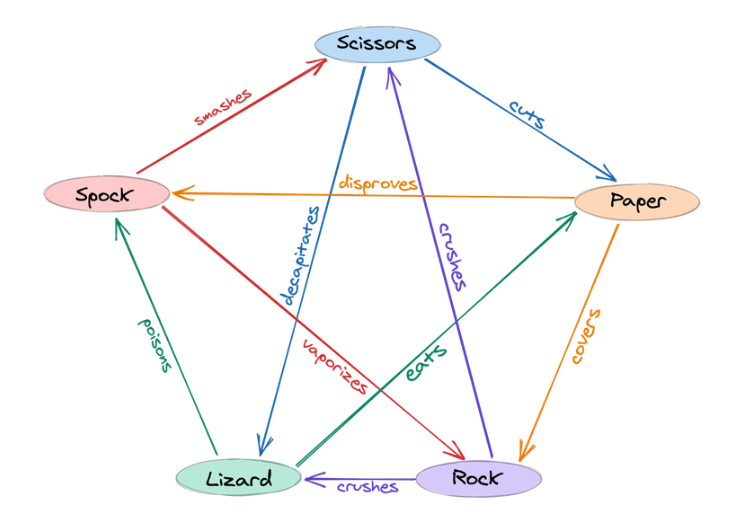 Scissors
smashes
cuts
Spock
disproves
Paper
decapitates
crushes
poisons
vaporizes
eats
covers
Lizard
crushes
Rock